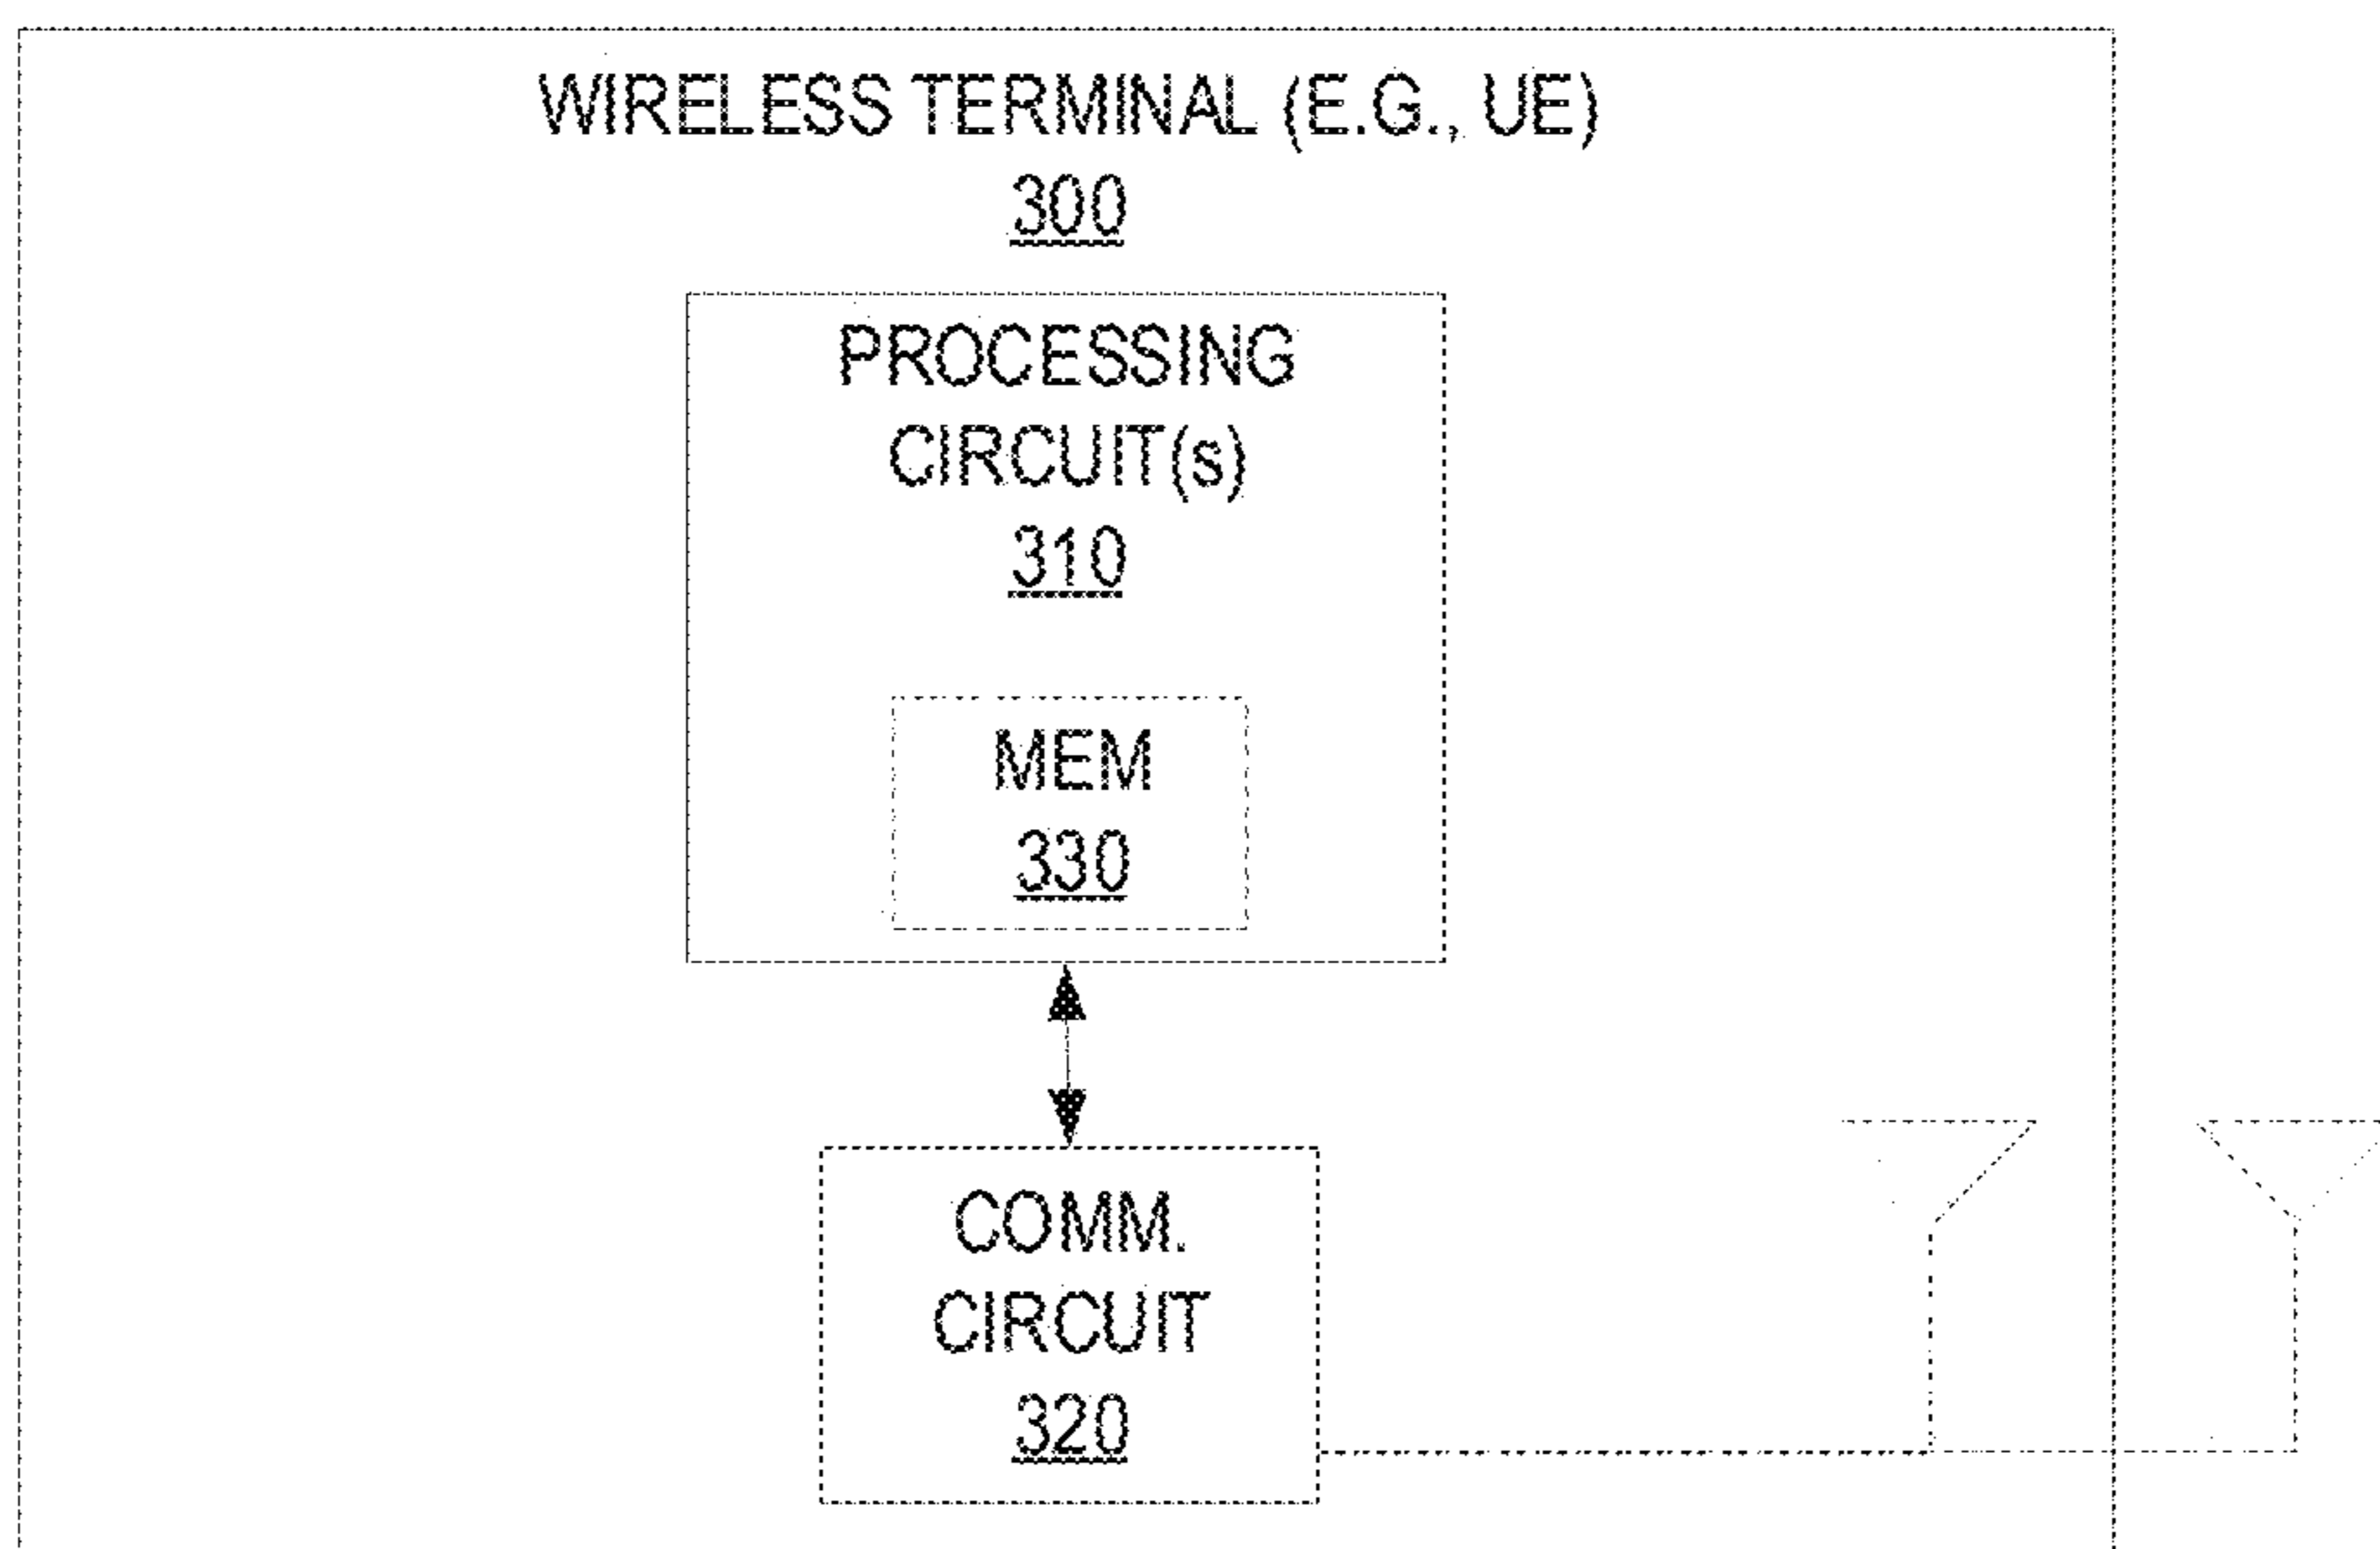 WIRELESS TERMINAL (E.G., UE)
300
PROCESSING
CIRCUIT(s)
310
MEM
330
COMM.
CIRCUIT
320